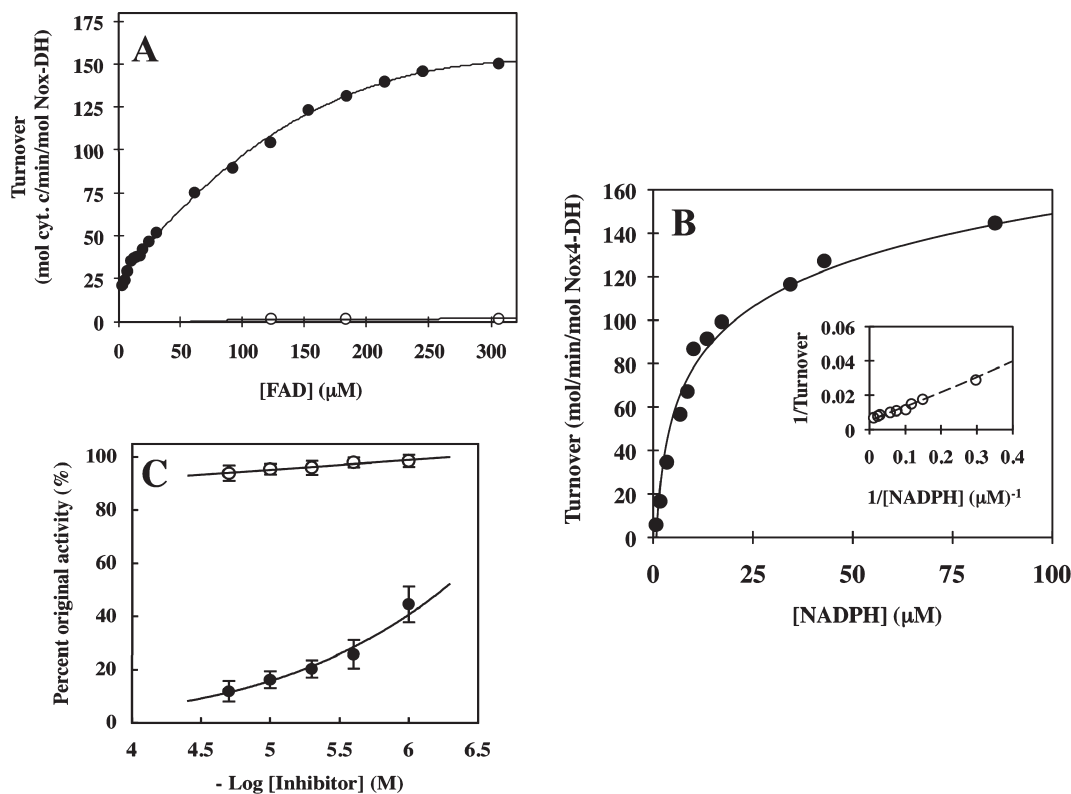 A
Turnover
(mol cyt. c/min/mol Nox-DH)
175
150
125
100
75
50
25
0
0 50 100 150 200 250 300
[FAD] (µM)
B
Turnover (mol/min/mol Nox4-DH)
160
140
120
100
80
60
40
20
0
0 25 50 75 100
[NADPH] (µM)
1/Turnover
0.06
0.04
0.02
0
0 0.1 0.2 0.3 0.4
1/[NADPH] (µM)-1
C
Percent original activity (%)
100
80
60
40
20
0
4 4.5 5 5.5 6 6.5
- Log [Inhibitor] (M)